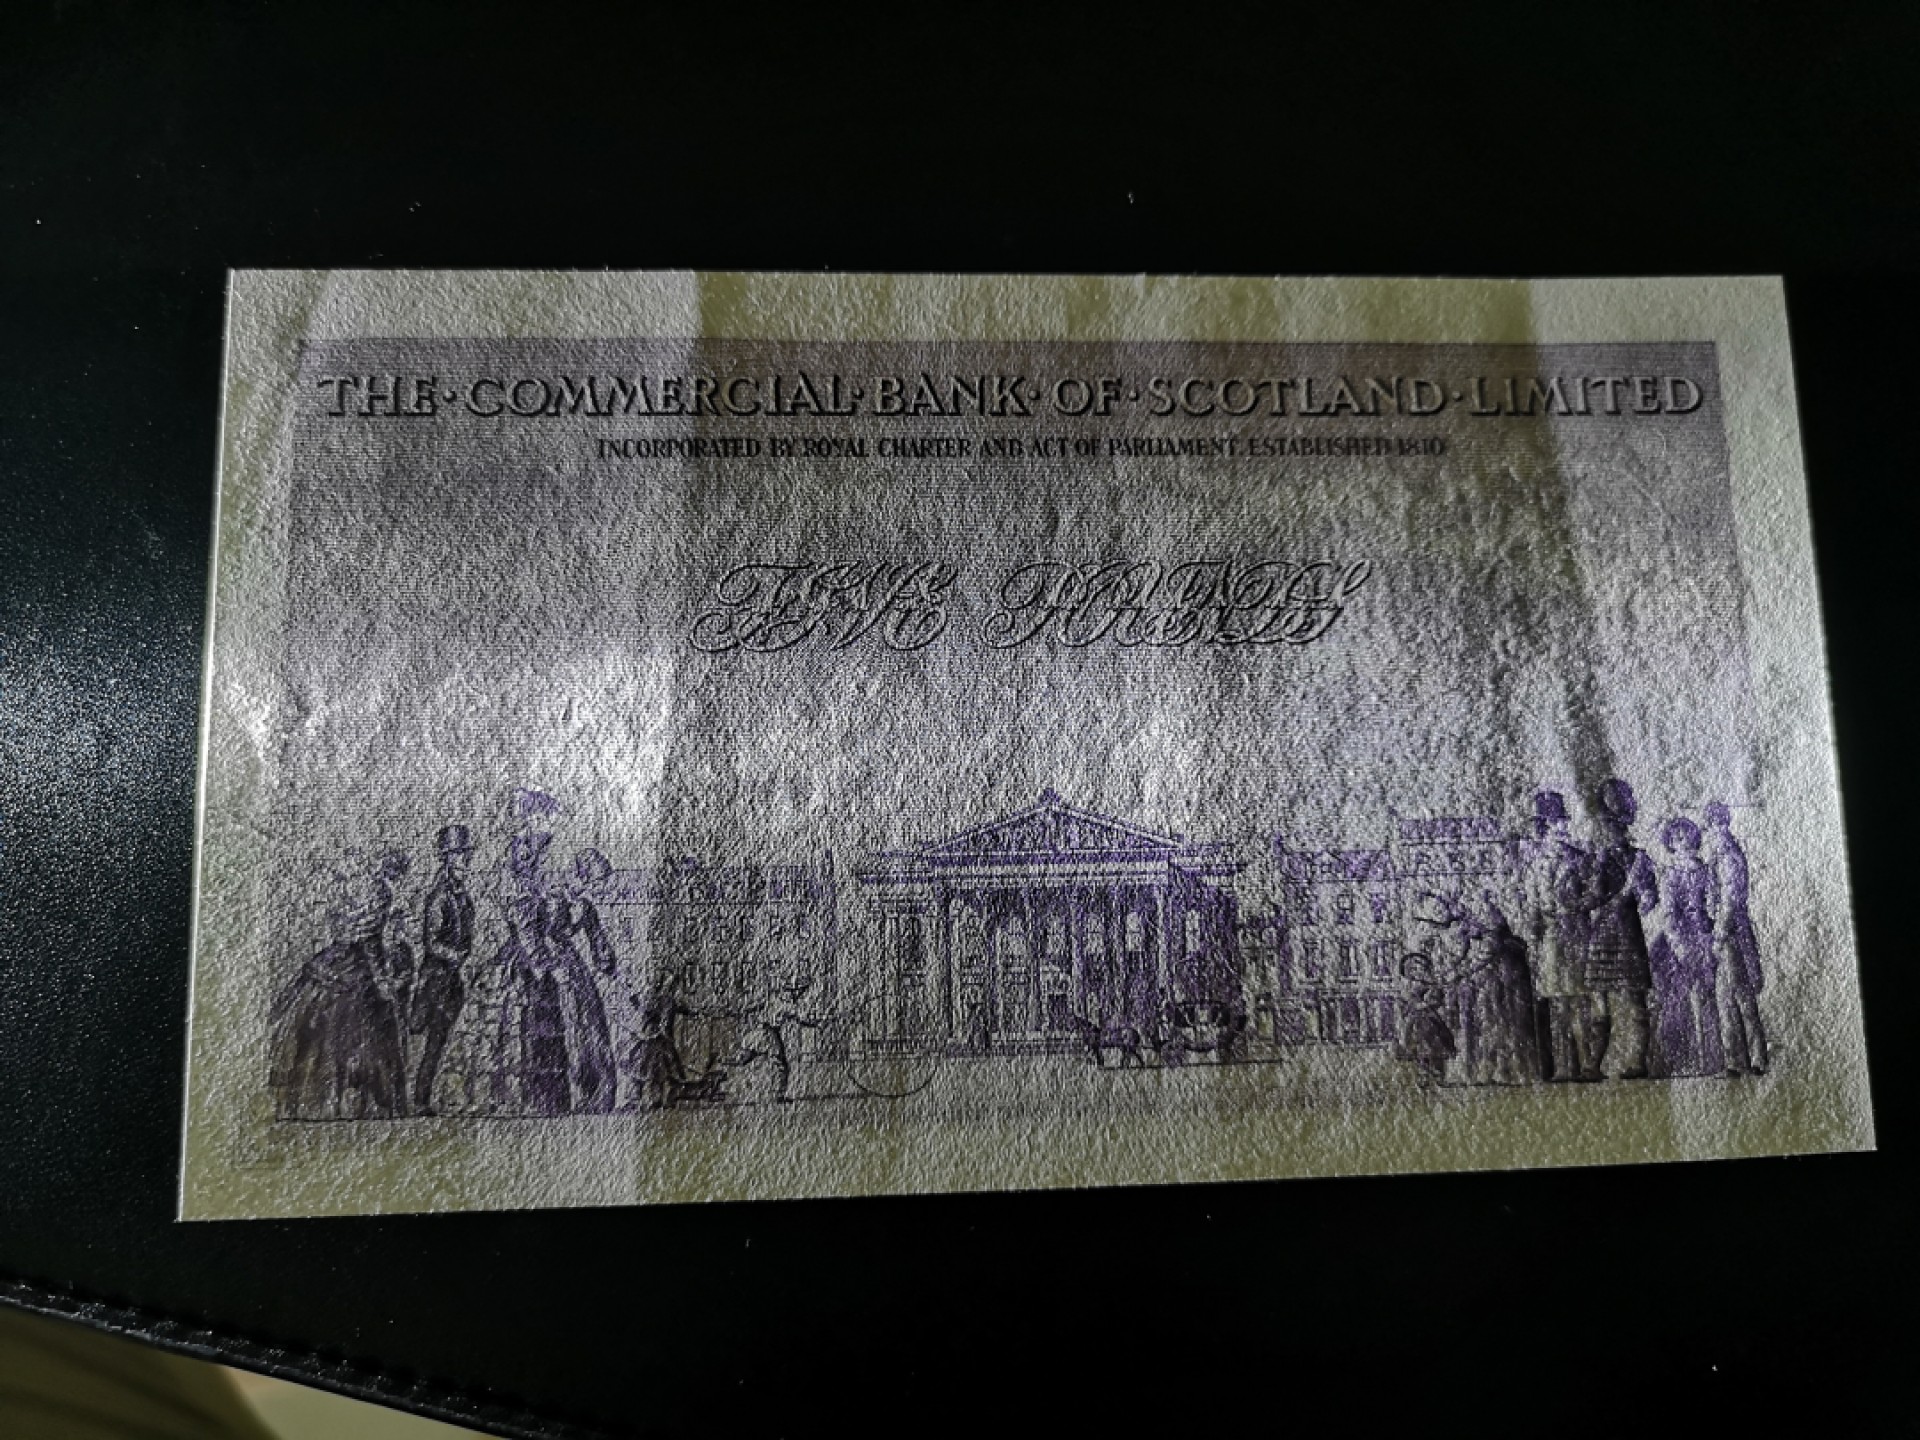 THE·COMMERCIAL·BANK·OF·SCOTLAND·LIMITED
INCORPORATED BY ROYAL CHARTER AND ACT OF PARLIAMENT. ESTABLISHED 1810